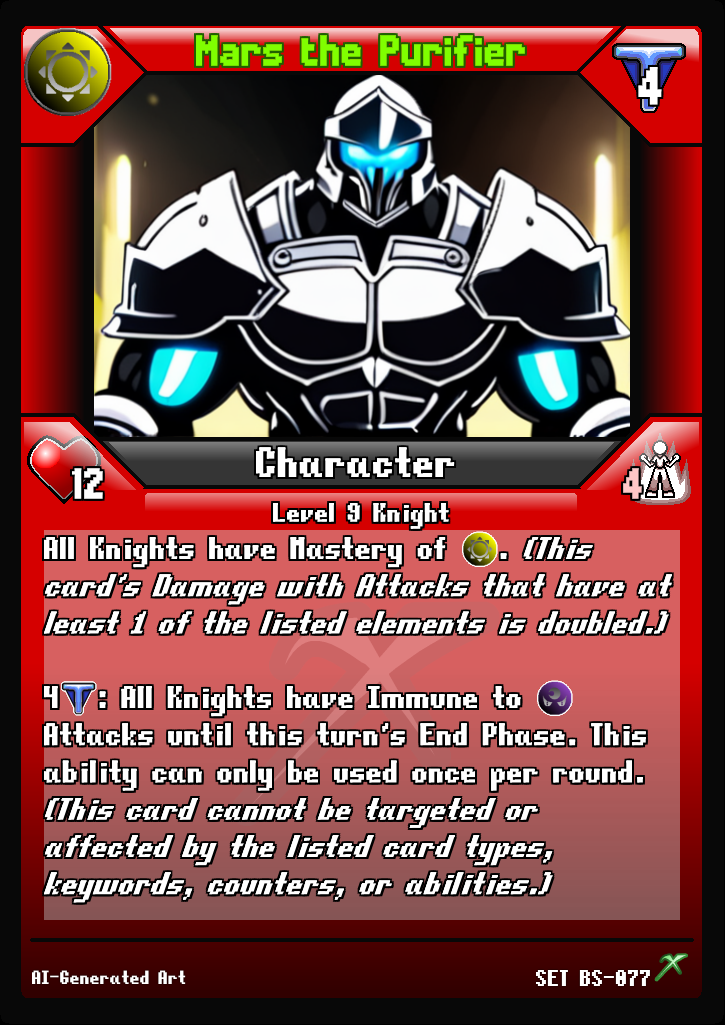 Mars the Purifier
4
Character
12
4
Level 9 Knight
All Knights have Mastery of . (This
card's Damage with Attacks that have at
least 1 of the listed elements is doubled.)
4 : All Knights have Immune to
Attacks until this turn's End Phase. This
ability can only be used once per round.
(This card cannot be targeted or
affected by the listed card types,
keywords, counters, or abilities.)
AI-Generated Art
SET BS-077